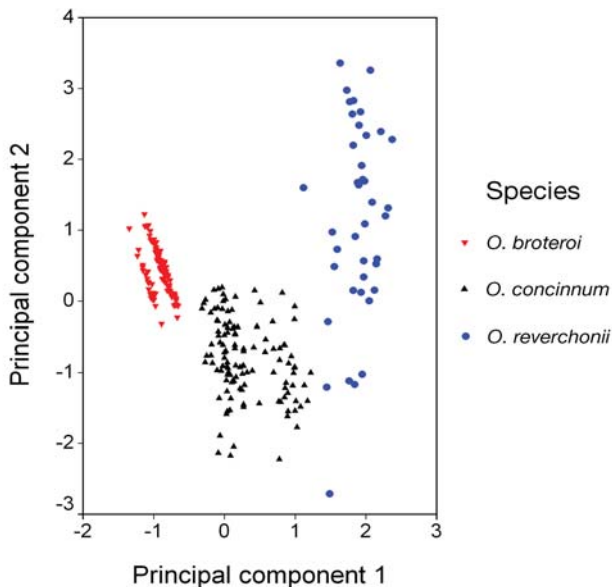 4
3
2
1
0
-1
-2
-3
-2
-1
0
1
2
3
Principal component 2
Principal component 1
Species
O. broteroi
O. concinnum
O. reverchonii